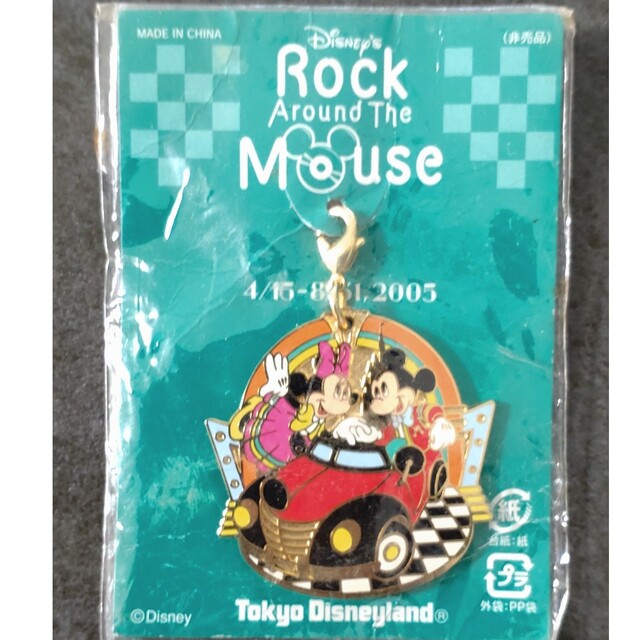 MADE IN CHINA
(非売品)
Disney's
Rock
Around The
Mouse
4/15-8/31, 2005
紙
台紙:紙
プラ
外袋:PP袋
©Disney
Tokyo Disneyland®